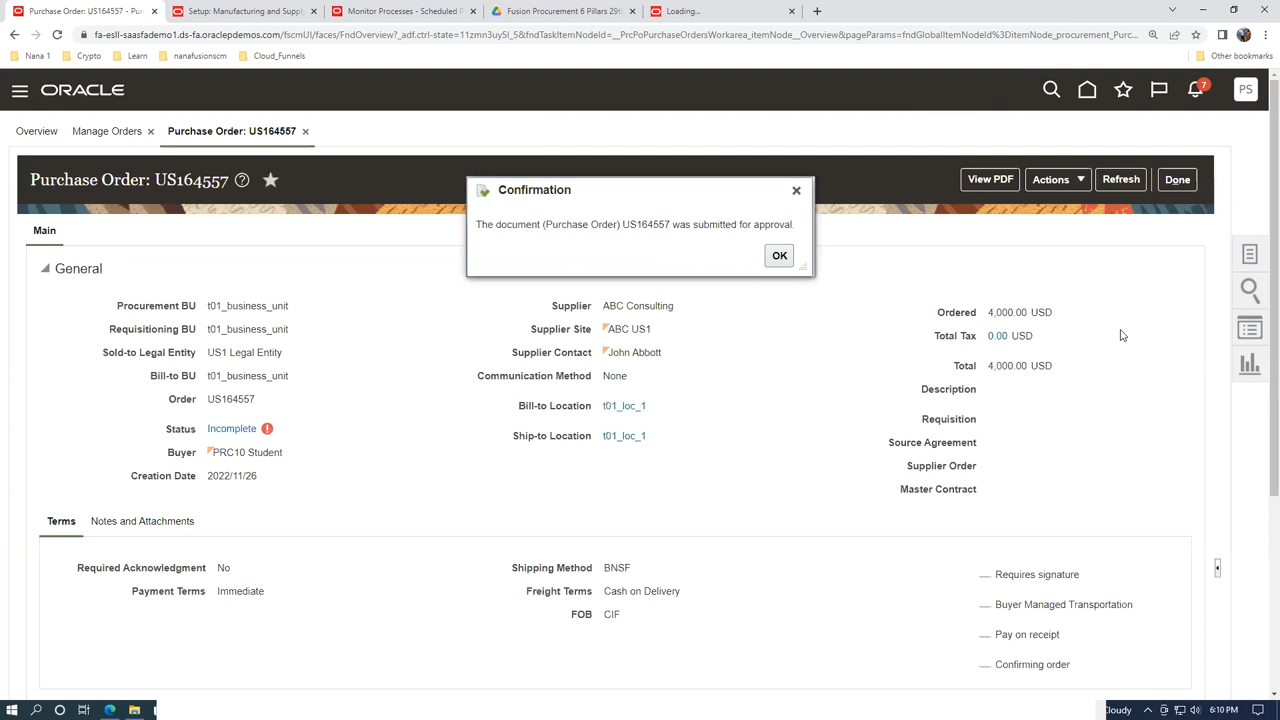 Purchase Order: US164557 - Pu
Setup: Manufacturing and Supply
Monitor Processes - Scheduled P
Fusion Procurement 6 Pillars 29th
Loading...
fa-esll-saasfademo1.ds-fa.oraclepdemos.com/fscmUI/faces/FndOverview?_adf.ctrl-state=11zmn3uy5l_5&fndTaskItemNodeId=__PrcPoPurchaseOrdersWorkarea_itemNode__Overview&pageParams=fndGlobalItemNodeId%3DitemNode_procurement_Purc...
Nana 1
Crypto
Learn
nanafusionscm
Cloud_Funnels
Other bookmarks
ORACLE
7
PS
Overview
Manage Orders
Purchase Order: US164557
Purchase Order: US164557
View PDF
Actions
Refresh
Done
Confirmation
The document (Purchase Order) US164557 was submitted for approval.
OK
Main
General
Procurement BU t01_business_unit
Requisitioning BU t01_business_unit
Sold-to Legal Entity US1 Legal Entity
Bill-to BU t01_business_unit
Order US164557
Status Incomplete
Buyer PRC10 Student
Creation Date 2022/11/26
Supplier ABC Consulting
Supplier Site ABC US1
Supplier Contact John Abbott
Communication Method None
Bill-to Location t01_loc_1
Ship-to Location t01_loc_1
Ordered 4,000.00 USD
Total Tax 0.00 USD
Total 4,000.00 USD
Description
Requisition
Source Agreement
Supplier Order
Master Contract
Terms
Notes and Attachments
Required Acknowledgment No
Payment Terms Immediate
Shipping Method BNSF
Freight Terms Cash on Delivery
FOB CIF
Requires signature
Buyer Managed Transportation
Pay on receipt
Confirming order
Cloudy
6:10 PM